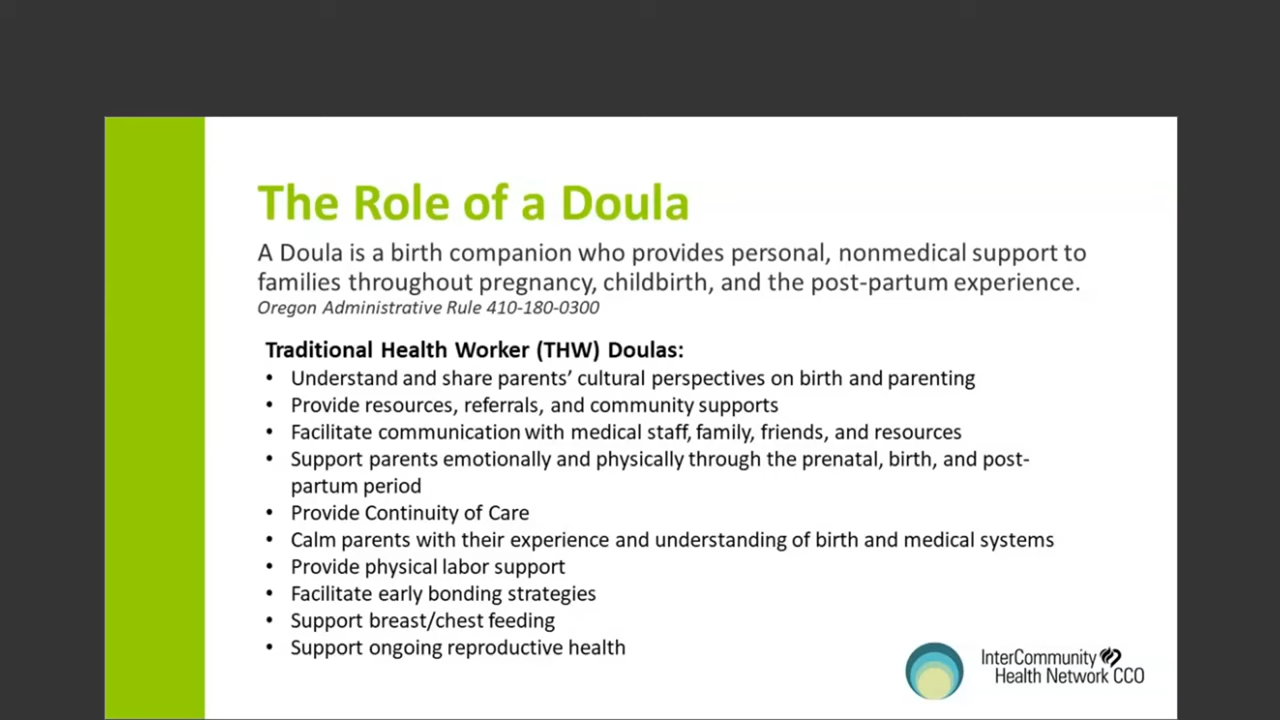 The Role of a Doula
A Doula is a birth companion who provides personal, nonmedical support to
families throughout pregnancy, childbirth, and the post-partum experience.
Oregon Administrative Rule 410-180-0300
Traditional Health Worker (THW) Doulas:
• Understand and share parents’ cultural perspectives on birth and parenting
• Provide resources, referrals, and community supports
• Facilitate communication with medical staff, family, friends, and resources
• Support parents emotionally and physically through the prenatal, birth, and post-
partum period
• Provide Continuity of Care
• Calm parents with their experience and understanding of birth and medical systems
• Provide physical labor support
• Facilitate early bonding strategies
• Support breast/chest feeding
• Support ongoing reproductive health
InterCommunity
Health Network CCO